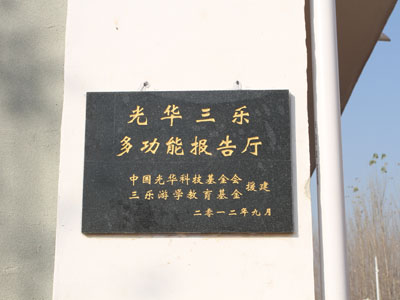 光华三乐
多功能报告厅
中国光华科技基金会
三乐游学教育基金 援建
二零一二年九月